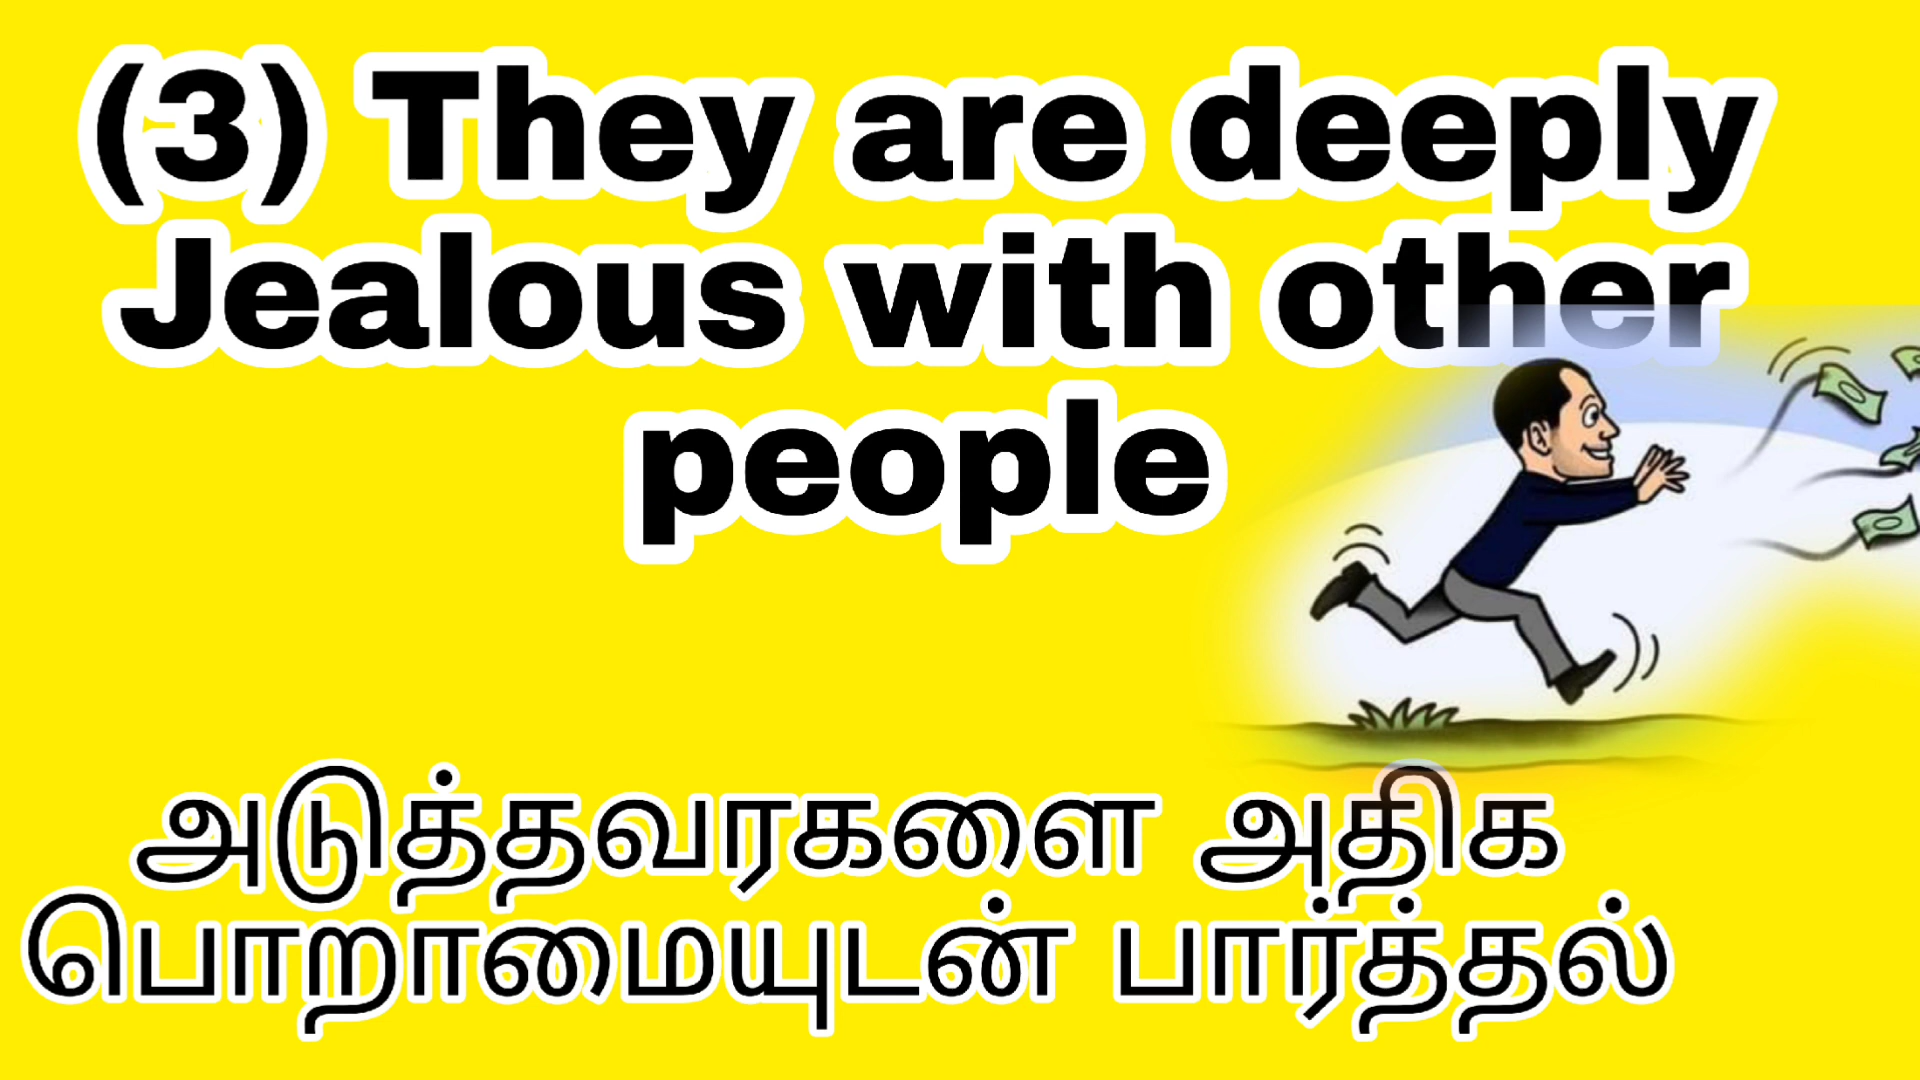 (3) They are deeply
Jealous with other
people
அடுத்தவரகளை அதிக
பொறாமையுடன் பார்த்தல்